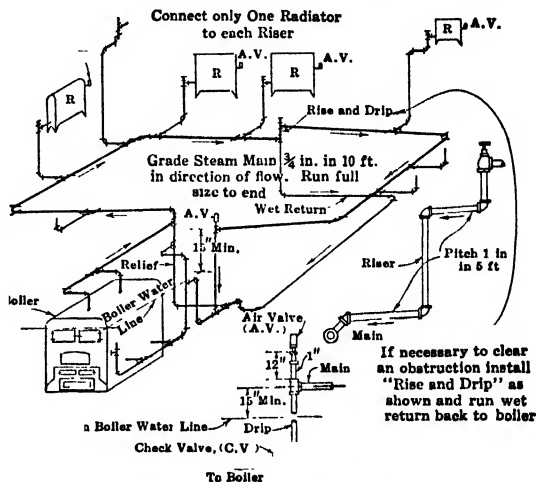 Connect only One Radiator
to each Riser
A.V.
R
A.V.
R
A.V.
R
R
Rise and Drip
Grade Steam Main 3/4 in. in 10 ft.
in direction of flow. Run full
size to end
Wet Return
A.V.
15" Min.
Relief
Boiler Water
Line
Boiler
Riser
Pitch 1 in
in 5 ft
Main
Air Valve
(A.V.)
1"
12"
Main
15" Min.
n Boiler Water Line
Drip
Check Valve, (C.V)
To Boiler
If necessary to clear
an obstruction install
"Rise and Drip" as
shown and run wet
return back to boiler